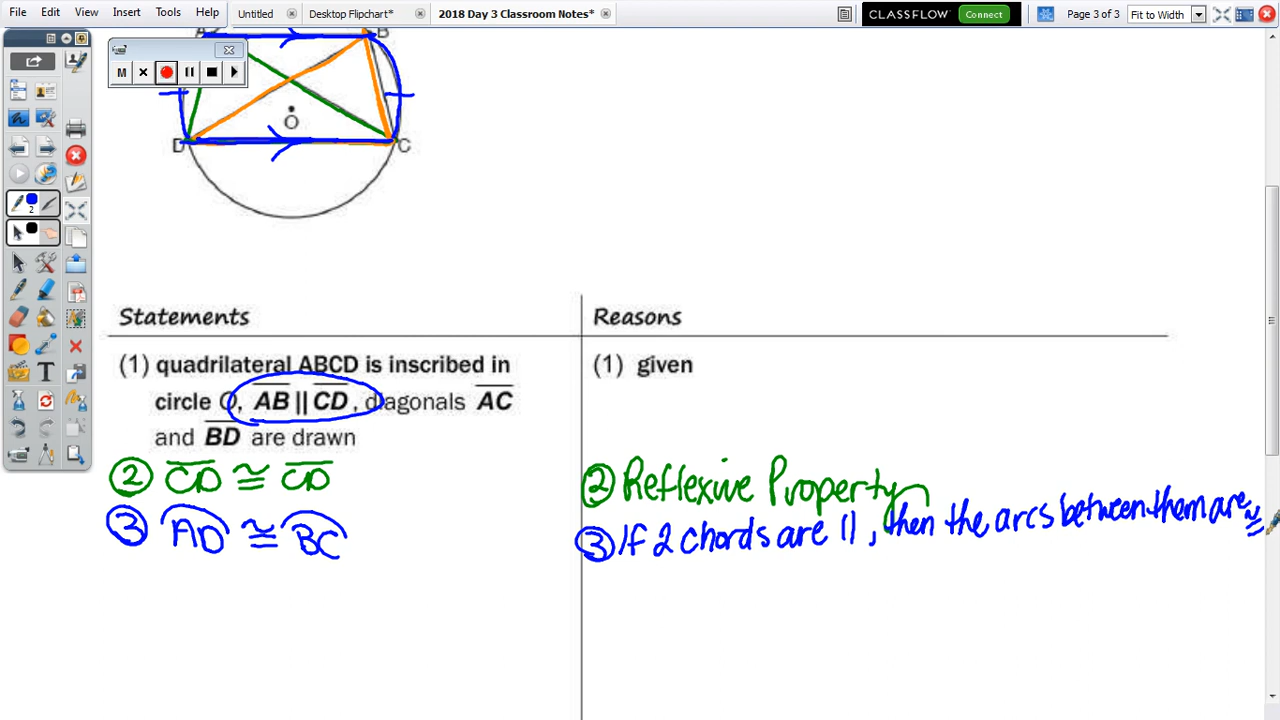 File Edit View Insert Tools Help
Untitled
Desktop Flipchart*
2018 Day 3 Classroom Notes*
CLASSFLOW Connect
Page 3 of 3
Fit to Width
M
2
B
O
D
C
Statements
Reasons
(1) quadrilateral ABCD is inscribed in
circle O, AB || CD, diagonals AC
and BD are drawn
(1) given
② CD ≅ CD
② Reflexive Property
③ AD ≅ BC
③ If 2 chords are ||, then the arcs between them are ≅